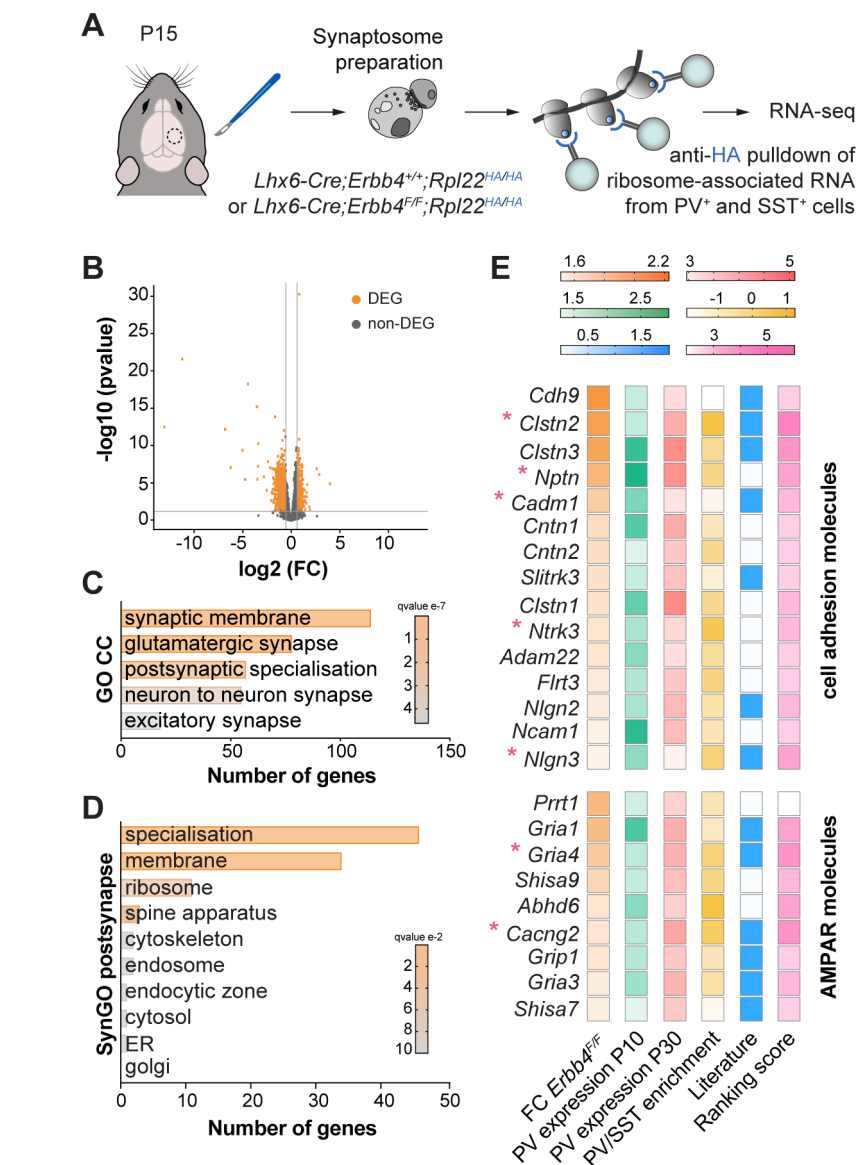 A
P15
Synaptosome
preparation
RNA-seq
Lhx6-Cre;Erbb4+/+;Rpl22HA/HA
or Lhx6-Cre;Erbb4F/F;Rpl22HA/HA
anti-HA pulldown of
ribosome-associated RNA
from PV+ and SST+ cells
B
-log10 (pvalue)
30
25
20
15
10
5
0
-10 -5 0 5 10
log2 (FC)
DEG
non-DEG
C
GO CC
synaptic membrane
glutamatergic synapse
postsynaptic specialisation
neuron to neuron synapse
excitatory synapse
qvalue e-7
1
2
3
4
0 50 100 150
Number of genes
D
SynGO postsynapse
specialisation
membrane
ribosome
spine apparatus
cytoskeleton
endosome
endocytic zone
cytosol
ER
golgi
qvalue e-2
2
4
6
8
10
0 10 20 30 40 50
Number of genes
E
1.6 2.2
3 5
1.5 2.5
-1 0 1
0.5 1.5
3 5
Cdh9
* Clstn2
Clstn3
* Nptn
* Cadm1
Cntn1
Cntn2
Slitrk3
Clstn1
* Ntrk3
Adam22
Flrt3
Nlgn2
Ncam1
* Nlgn3
cell adhesion molecules
Prrt1
Gria1
* Gria4
Shisa9
Abhd6
* Cacng2
Grip1
Gria3
Shisa7
AMPAR molecules
FC Erbb4F/F
PV expression P10
PV expression P30
PV/SST enrichment
Literature
Ranking score